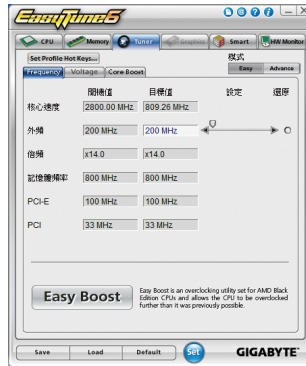 EasyTune6
CPU Memory Tuner Graphics Smart HW Monitor
Set Profile Hot Keys...
模式
Easy Advance
Frequency Voltage Core Boost
開機值 目標值 設定 還原
核心速度 2800.00 MHz 809.26 MHz
外頻 200 MHz 200 MHz
倍頻 x14.0 x14.0
記憶體頻率 800 MHz 800 MHz
PCI-E 100 MHz 100 MHz
PCI 33 MHz 33 MHz
Easy Boost
Easy Boost is an overclocking utility set for AMD Black
Edition CPUs and allows the CPU to be overclocked
further than it was previously possible.
Save Load Default Set GIGABYTE™